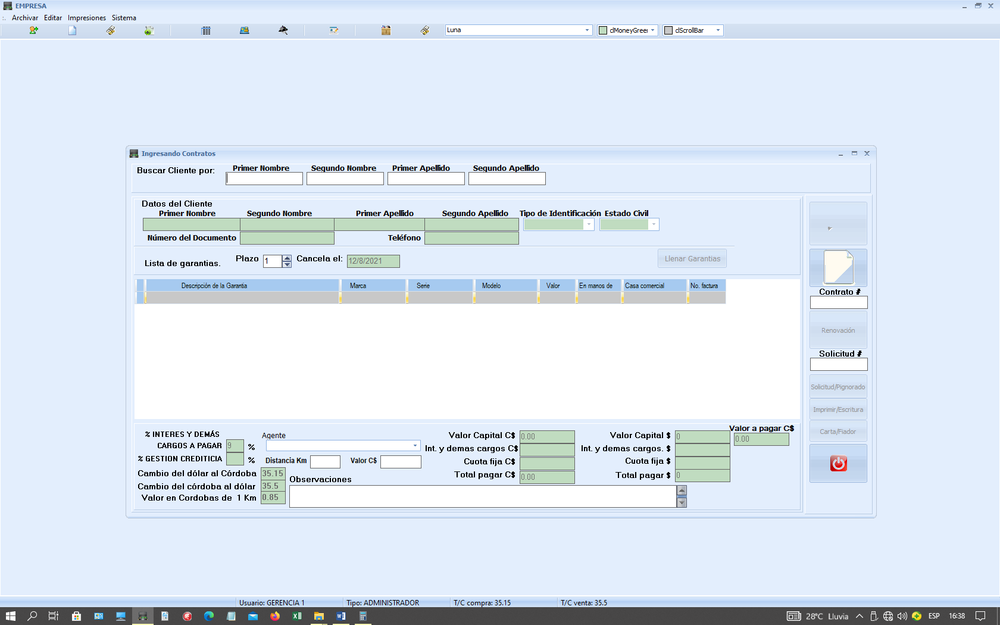 EMPRESA
Archivar Editar Impresiones Sistema
Luna clMoneyGreen clScrollBar
Ingresando Contratos
Buscar Cliente por: Primer Nombre Segundo Nombre Primer Apellido Segundo Apellido
Datos del Cliente
Primer Nombre Segundo Nombre Primer Apellido Segundo Apellido Tipo de Identificación Estado Civil
Número del Documento Teléfono
Lista de garantias. Plazo 1 Cancela el: 12/8/2021 Llenar Garantias
Descripción de la Garantia Marca Serie Modelo Valor En manos de Casa comercial No. factura
Contrato #
Renovación
Solicitud #
Solicitud/Pignorado
Imprimir/Escritura
Carta/Fiador
% INTERES Y DEMÁS
CARGOS A PAGAR 9 %
% GESTION CREDITICIA %
Cambio del dólar al Córdoba 35.15
Cambio del córdoba al dólar 35.5
Valor en Cordobas de 1 Km 0.85
Agente
Distancia Km Valor C$
Observaciones
Valor Capital C$ 0.00
Int. y demas cargos C$
Cuota fija C$
Total pagar C$ 0.00
Valor Capital $ 0
Int. y demas cargos. $
Cuota fija $
Total pagar $ 0
Valor a pagar C$
0.00
Usuario: GERENCIA 1 Tipo: ADMINISTRADOR T/C compra: 35.15 T/C venta: 35.5
28°C Lluvia ESP 16:38